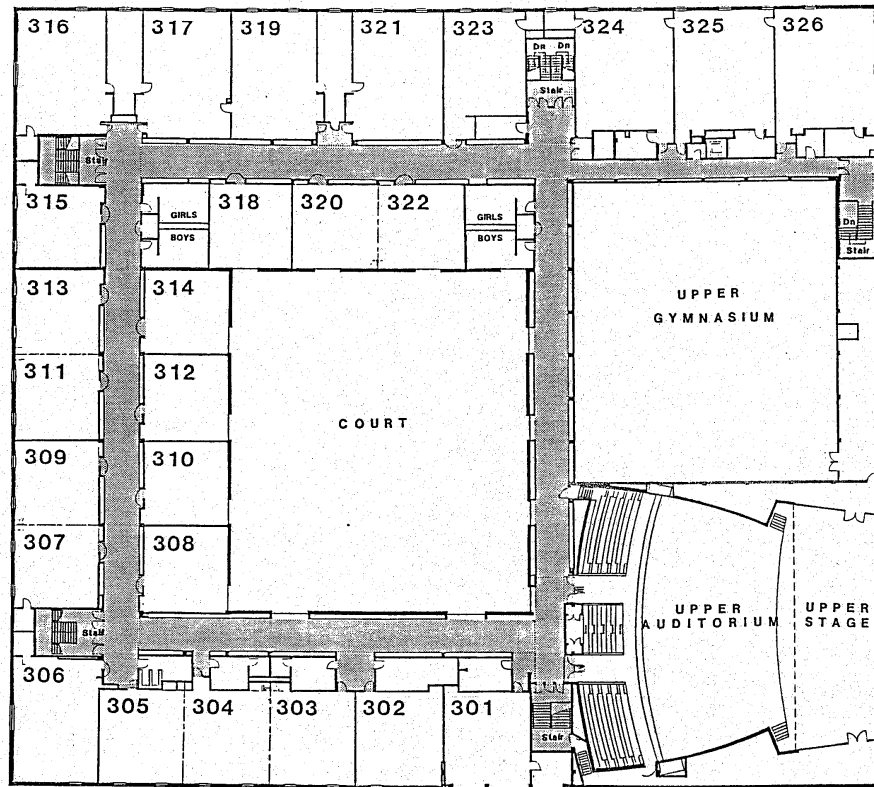 316
317
319
321
323
324
325
326
Dn
Dn
Stair
Stair
315
GIRLS
BOYS
318
320
322
GIRLS
BOYS
Dn
Stair
313
314
UPPER
GYMNASIUM
311
312
COURT
309
310
307
308
Stair
UPPER
AUDITORIUM
UPPER
STAGE
306
305
304
303
302
301
Stair